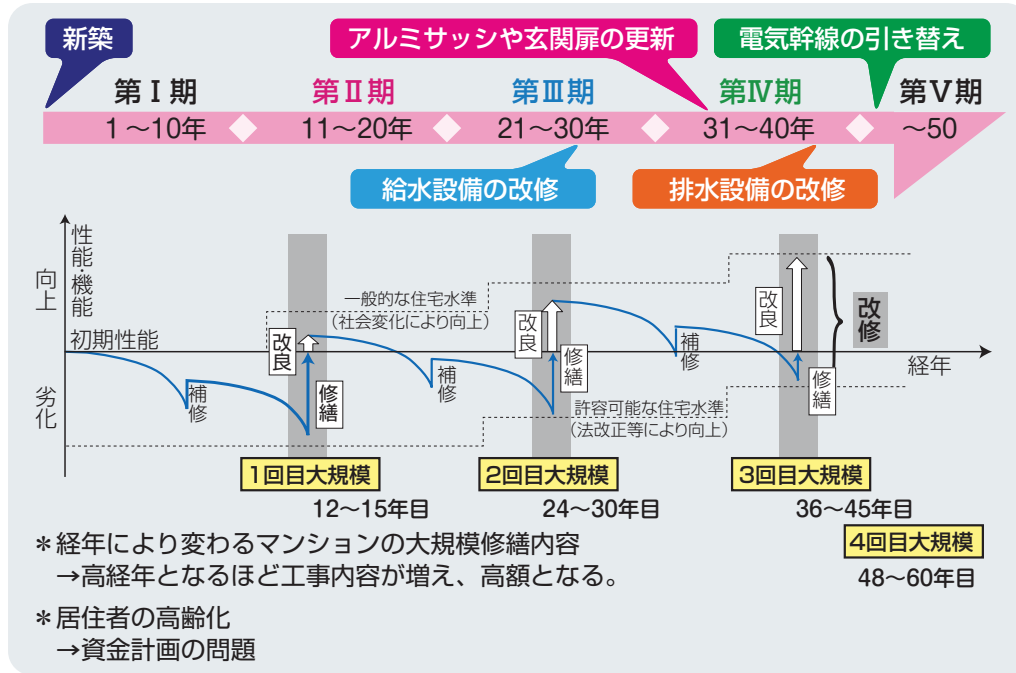 新築
アルミサッシや玄関扉の更新
電気幹線の引き替え
第Ⅰ期
第Ⅱ期
第Ⅲ期
第Ⅳ期
第Ⅴ期
1~10年
11~20年
21~30年
31~40年
~50
給水設備の改修
排水設備の改修
性能・機能
向上
劣化
初期性能
経年
一般的な住宅水準
(社会変化により向上)
許容可能な住宅水準
(法改正等により向上)
補修
改良
修繕
補修
改良
修繕
補修
改良
修繕
改修
1回目大規模
12~15年目
2回目大規模
24~30年目
3回目大規模
36~45年目
4回目大規模
48~60年目
*経年により変わるマンションの大規模修繕内容
→高経年となるほど工事内容が増え、高額となる。
*居住者の高齢化
→資金計画の問題